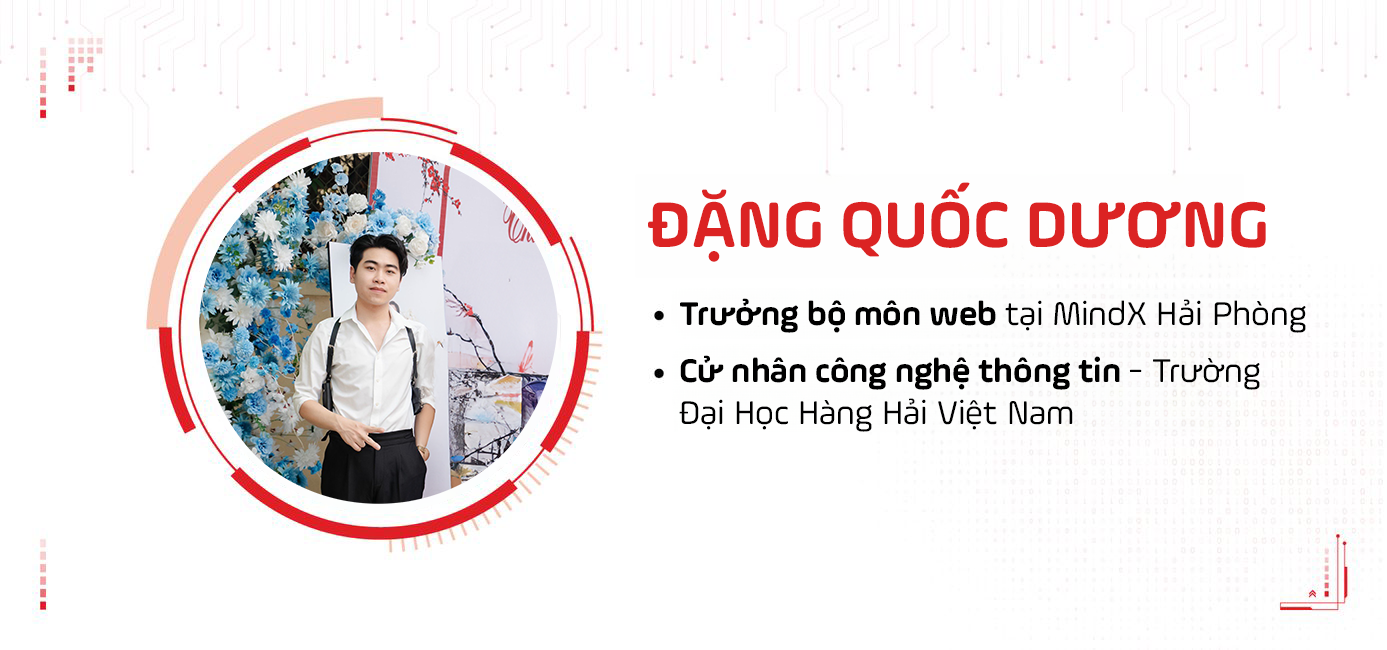 ĐẶNG QUỐC DƯƠNG
• Trưởng bộ môn web tại MindX Hải Phòng
• Cử nhân công nghệ thông tin - Trường
Đại Học Hàng Hải Việt Nam